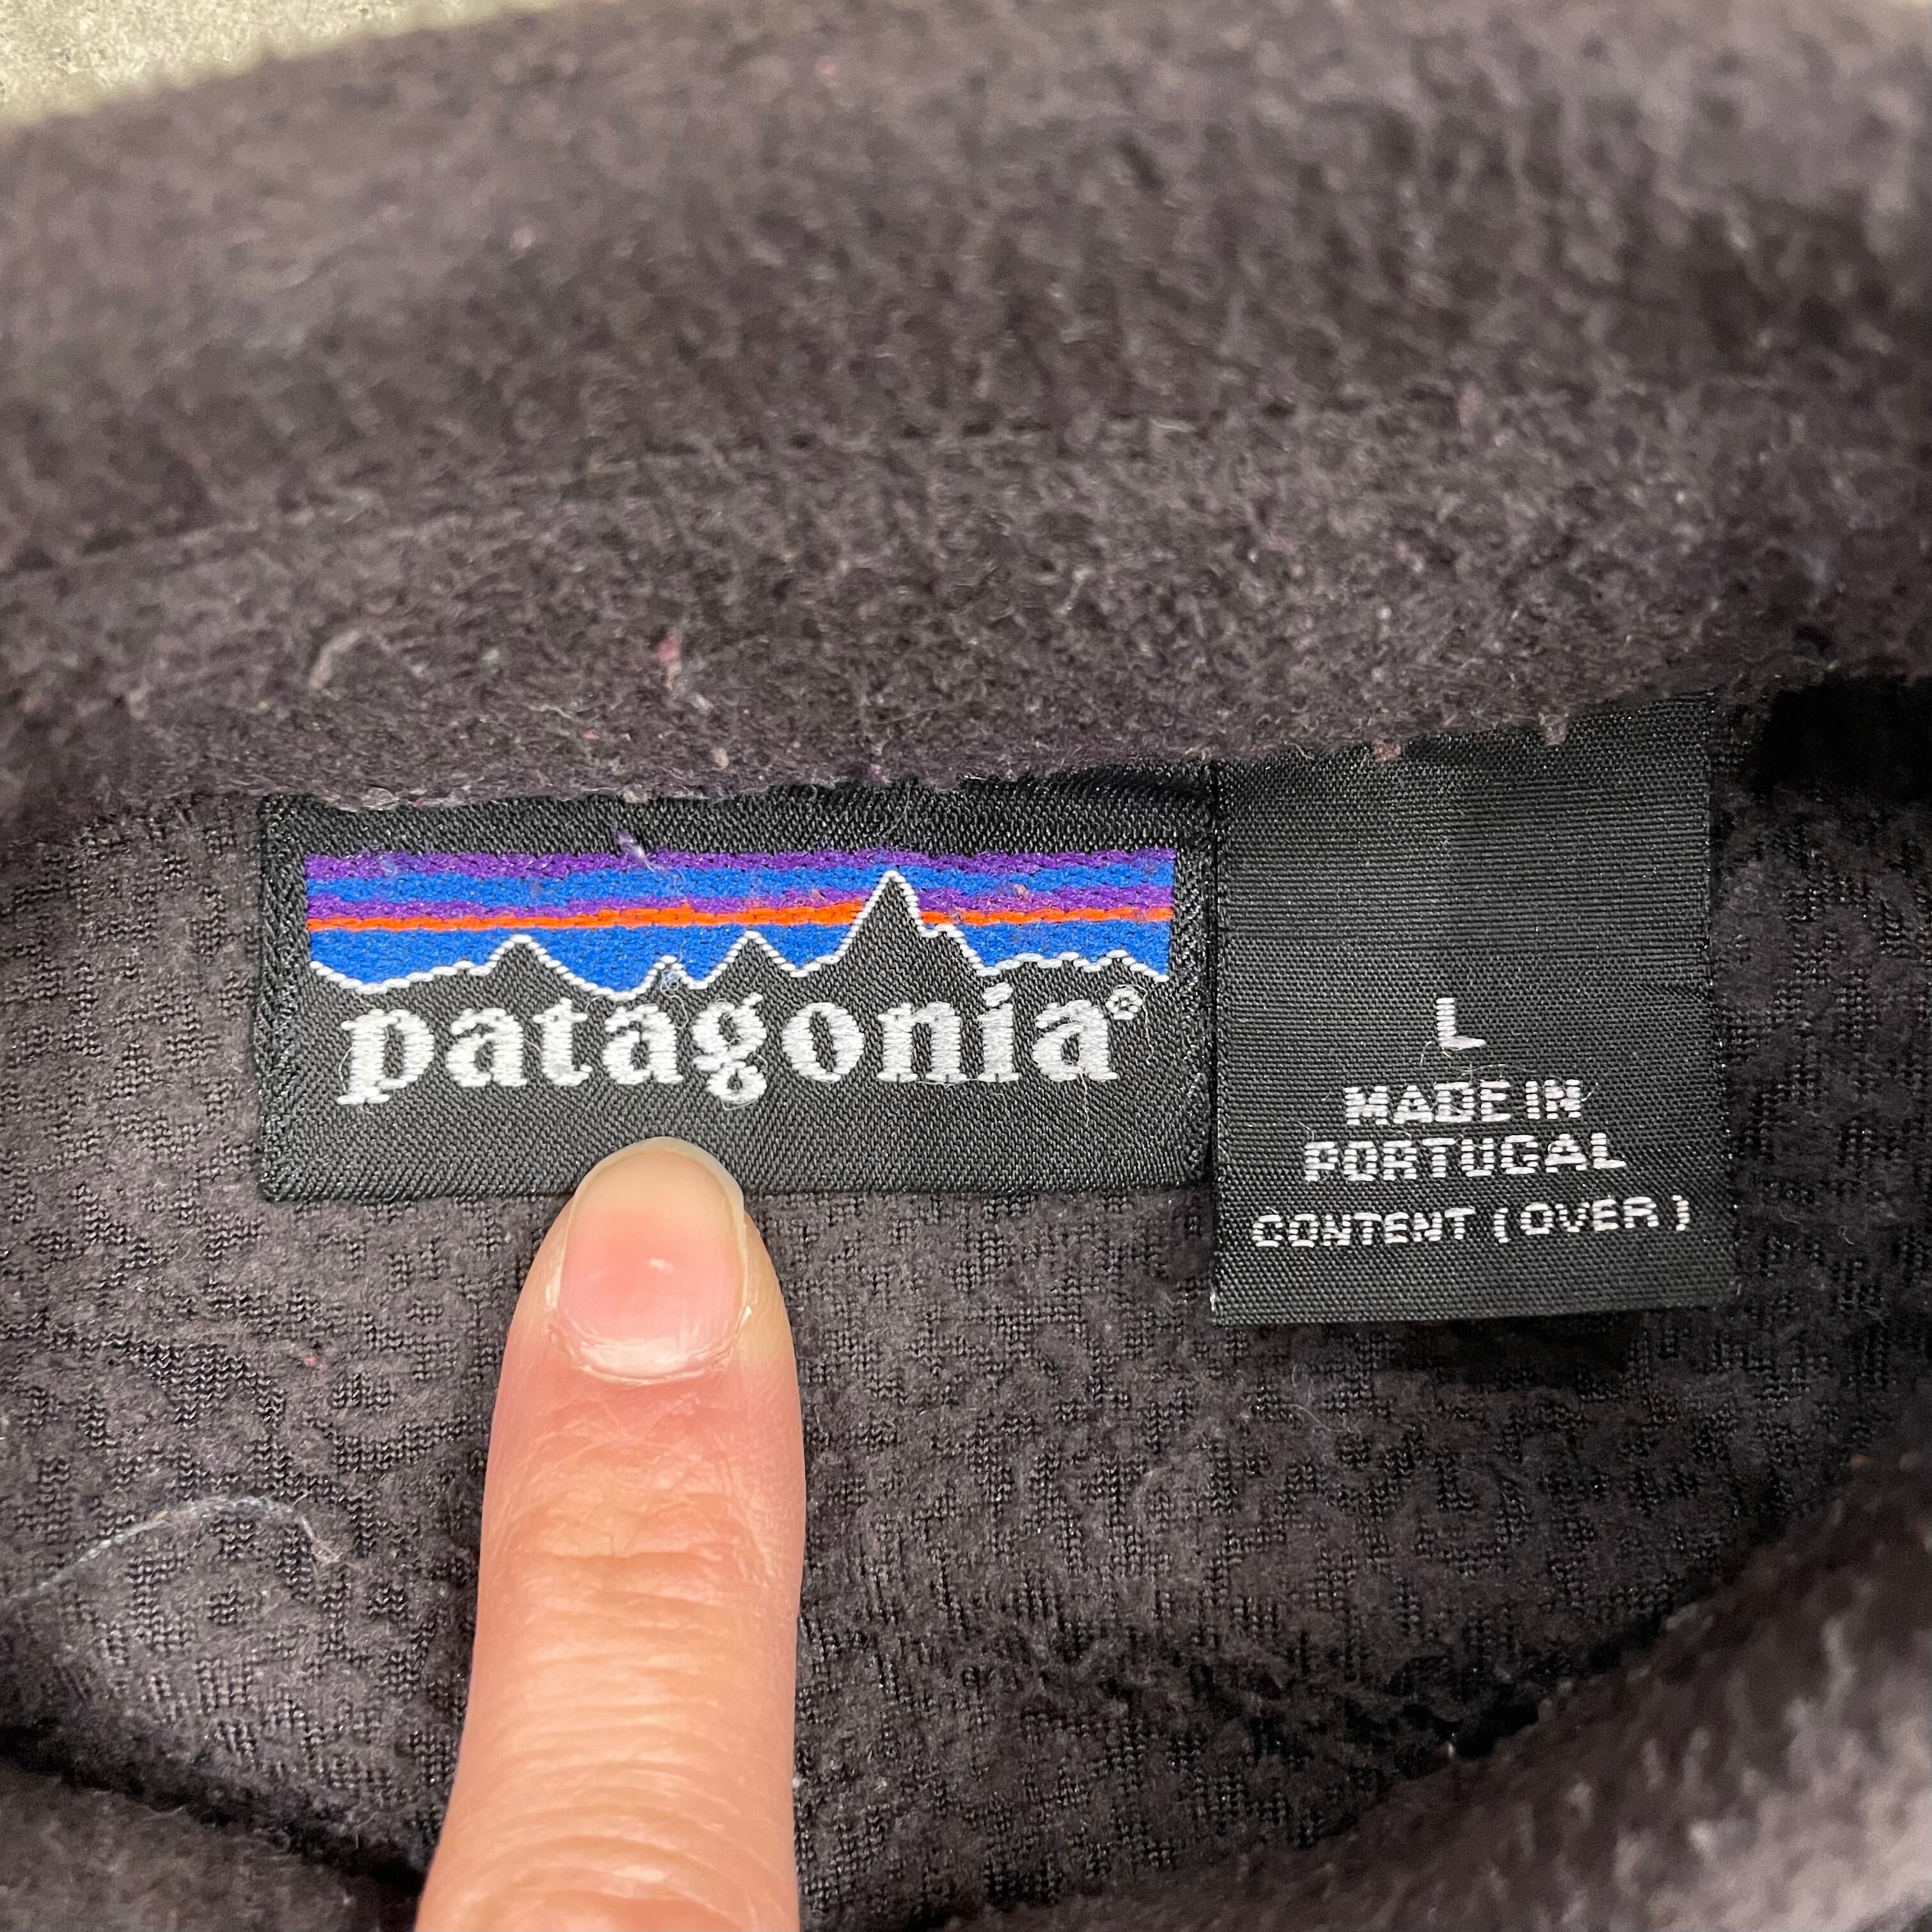 patagonia®
L
MADE IN
PORTUGAL
CONTENT (OVER)